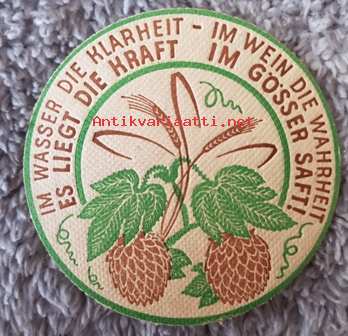 IM WASSER DIE KLARHEIT - IM WEIN DIE WAHRHEIT
ES LIEGT DIE KRAFT IM GÖSSER SAFT!
Antikvariaatti.net